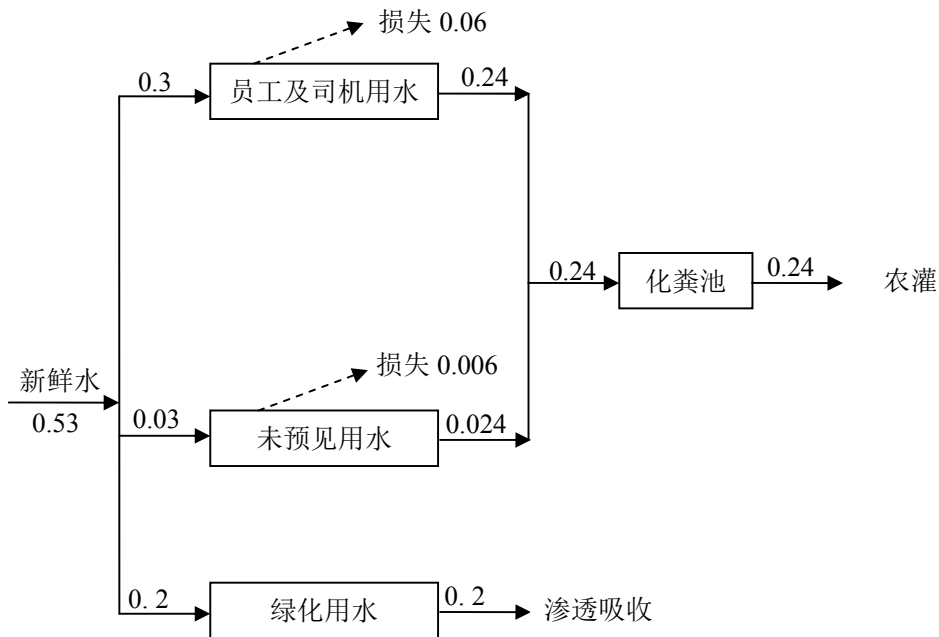 损失 0.06
0.3
员工及司机用水
0.24
0.24
化粪池
0.24
农灌
新鲜水
0.53
损失 0.006
0.03
未预见用水
0.024
0. 2
绿化用水
0. 2
渗透吸收